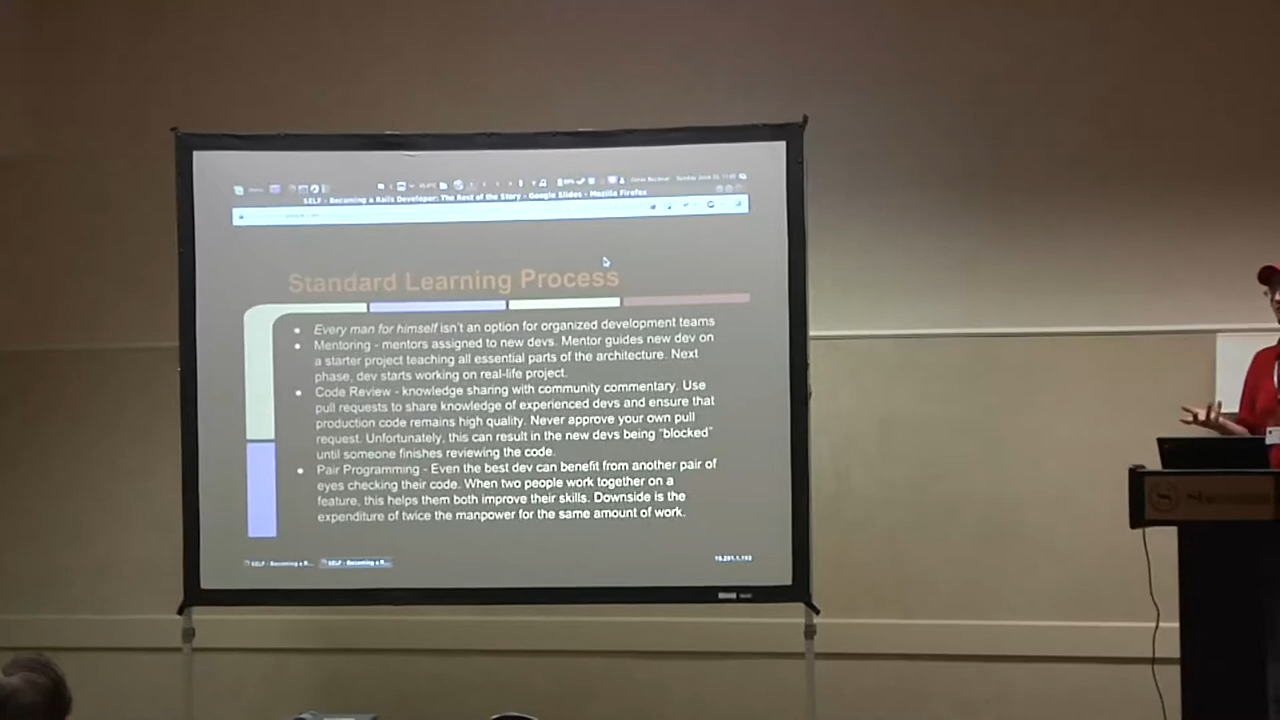 SELF - Becoming a Rails Developer: The Rest of the Story - Google Slides - Mozilla Firefox
Standard Learning Process
• Every man for himself isn't an option for organized development teams
• Mentoring - mentors assigned to new devs. Mentor guides new dev on
a starter project teaching all essential parts of the architecture. Next
phase, dev starts working on real-life project.
• Code Review - knowledge sharing with community commentary. Use
pull requests to share knowledge of experienced devs and ensure that
production code remains high quality. Never approve your own pull
request. Unfortunately, this can result in the new devs being "blocked"
until someone finishes reviewing the code.
• Pair Programming - Even the best dev can benefit from another pair of
eyes checking their code. When two people work together on a
feature, this helps them both improve their skills. Downside is the
expenditure of twice the manpower for the same amount of work.
SELF - Becoming a R... SELF - Becoming a R...